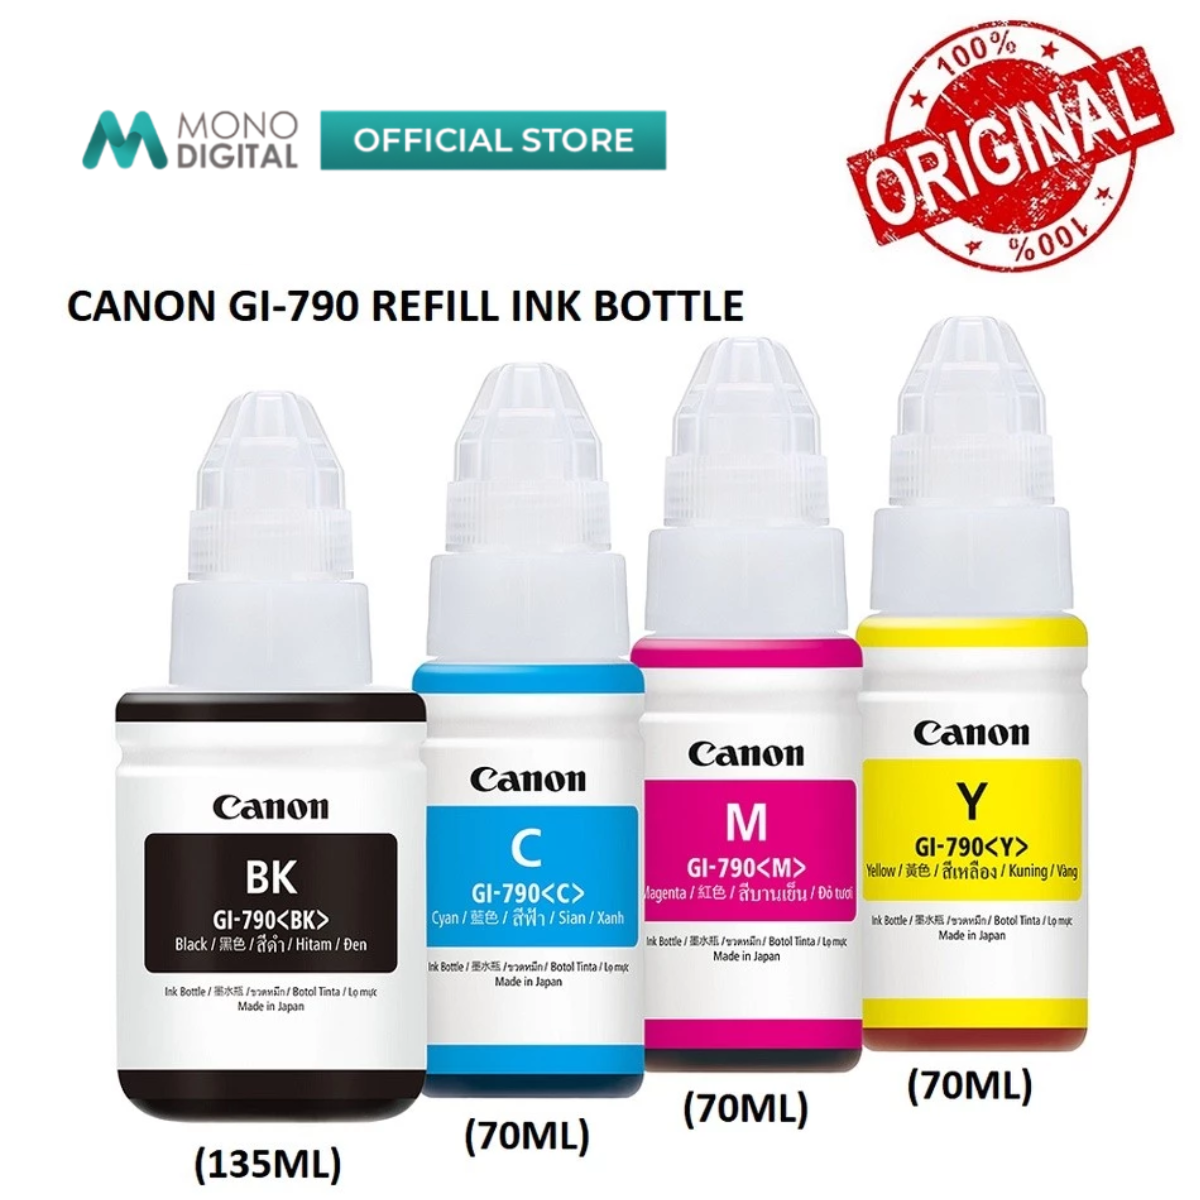 MONO
DIGITAL
OFFICIAL STORE
100%
ORIGINAL
100%
CANON GI-790 REFILL INK BOTTLE
Canon
BK
GI-790<BK>
Black / 黑色 / สีดำ / Hitam / Đen
Ink Bottle / 墨水瓶 / ขวดหมึก / Botol Tinta / Lọ mực
Made in Japan
(135ML)
Canon
C
GI-790<C>
Cyan / 藍色 / สีฟ้า / Sian / Xanh
Ink Bottle / 墨水瓶 / ขวดหมึก / Botol Tinta / Lọ mực
Made in Japan
(70ML)
Canon
M
GI-790<M>
Magenta / 紅色 / สีบานเย็น / Đỏ tươi
Ink Bottle / 墨水瓶 / ขวดหมึก / Botol Tinta / Lọ mực
Made in Japan
(70ML)
Canon
Y
GI-790<Y>
Yellow / 黃色 / สีเหลือง / Kuning / Vàng
Ink Bottle / 墨水瓶 / ขวดหมึก / Botol Tinta / Lọ mực
Made in Japan
(70ML)